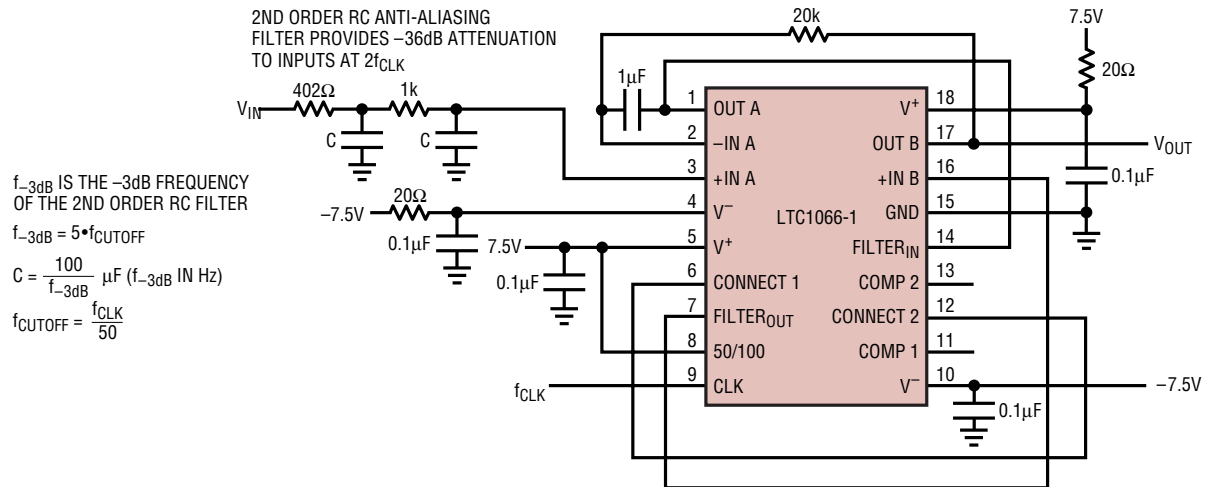 2ND ORDER RC ANTI-ALIASING
FILTER PROVIDES –36dB ATTENUATION
TO INPUTS AT 2fCLK
20k
7.5V
20Ω
1µF
VIN
402Ω
1k
C
C
1
OUT A
V+
18
2
–IN A
OUT B
17
VOUT
3
+IN A
+IN B
16
0.1µF
f–3dB IS THE –3dB FREQUENCY
OF THE 2ND ORDER RC FILTER
f–3dB = 5•fCUTOFF
C = 100/f–3dB µF (f–3dB IN Hz)
fCUTOFF = fCLK/50
–7.5V
20Ω
0.1µF
4
V–
LTC1066-1
GND
15
7.5V
0.1µF
5
V+
FILTERIN
14
6
CONNECT 1
COMP 2
13
7
FILTEROUT
CONNECT 2
12
8
50/100
COMP 1
11
fCLK
9
CLK
V–
10
–7.5V
0.1µF